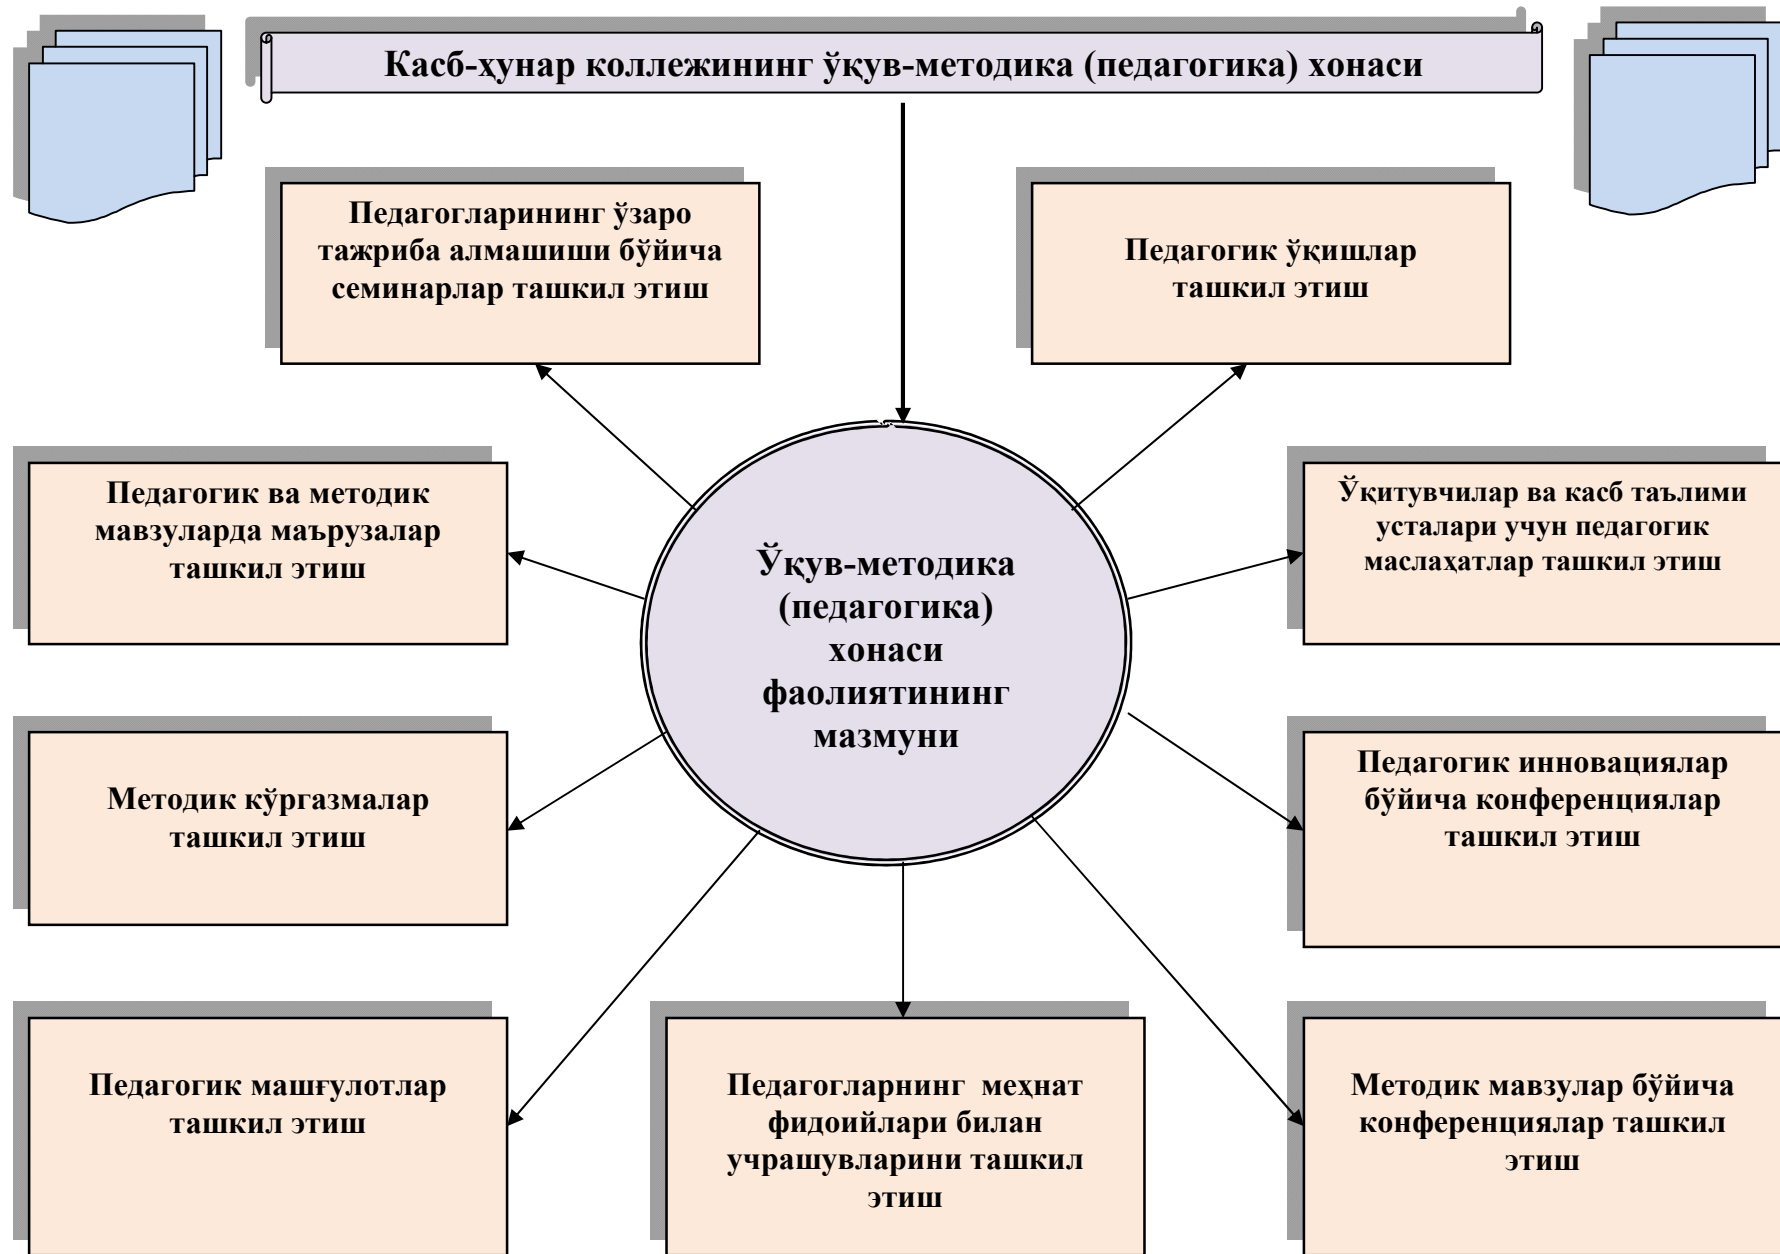 Касб-ҳунар коллежининг ўқув-методика (педагогика) хонаси
Педагогларининг ўзаро
тажриба алмашиши бўйича
семинарлар ташкил этиш
Педагогик ўқишлар
ташкил этиш
Педагогик ва методик
мавзуларда маърузалар
ташкил этиш
Ўқув-методика
(педагогика)
хонаси
фаолиятининг
мазмуни
Ўқитувчилар ва касб таълими
усталари учун педагогик
маслаҳатлар ташкил этиш
Методик кўргазмалар
ташкил этиш
Педагогик инновациялар
бўйича конференциялар
ташкил этиш
Педагогик машғулотлар
ташкил этиш
Педагогларнинг  меҳнат
фидоийлари билан
учрашувларини ташкил
этиш
Методик мавзулар бўйича
конференциялар ташкил
этиш